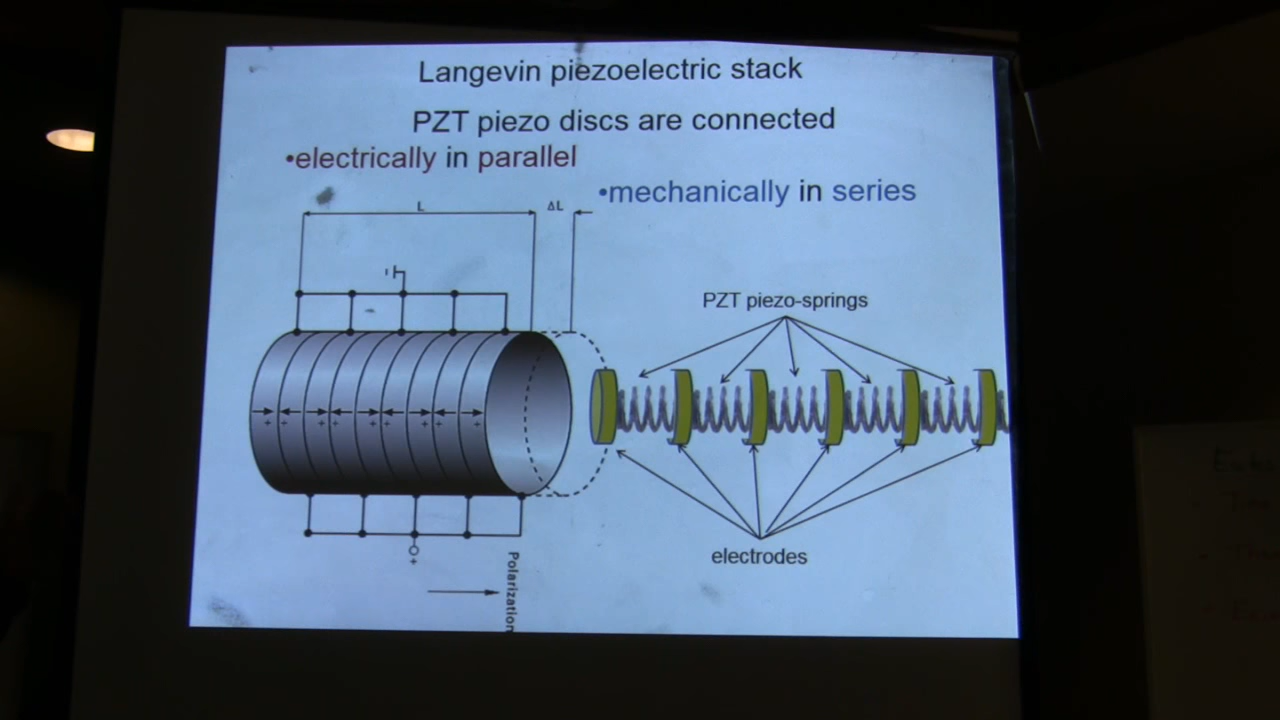 Langevin piezoelectric stack
PZT piezo discs are connected
•electrically in parallel
•mechanically in series
L
ΔL
PZT piezo-springs
+ + + + + + + + +
electrodes
+
Polarization